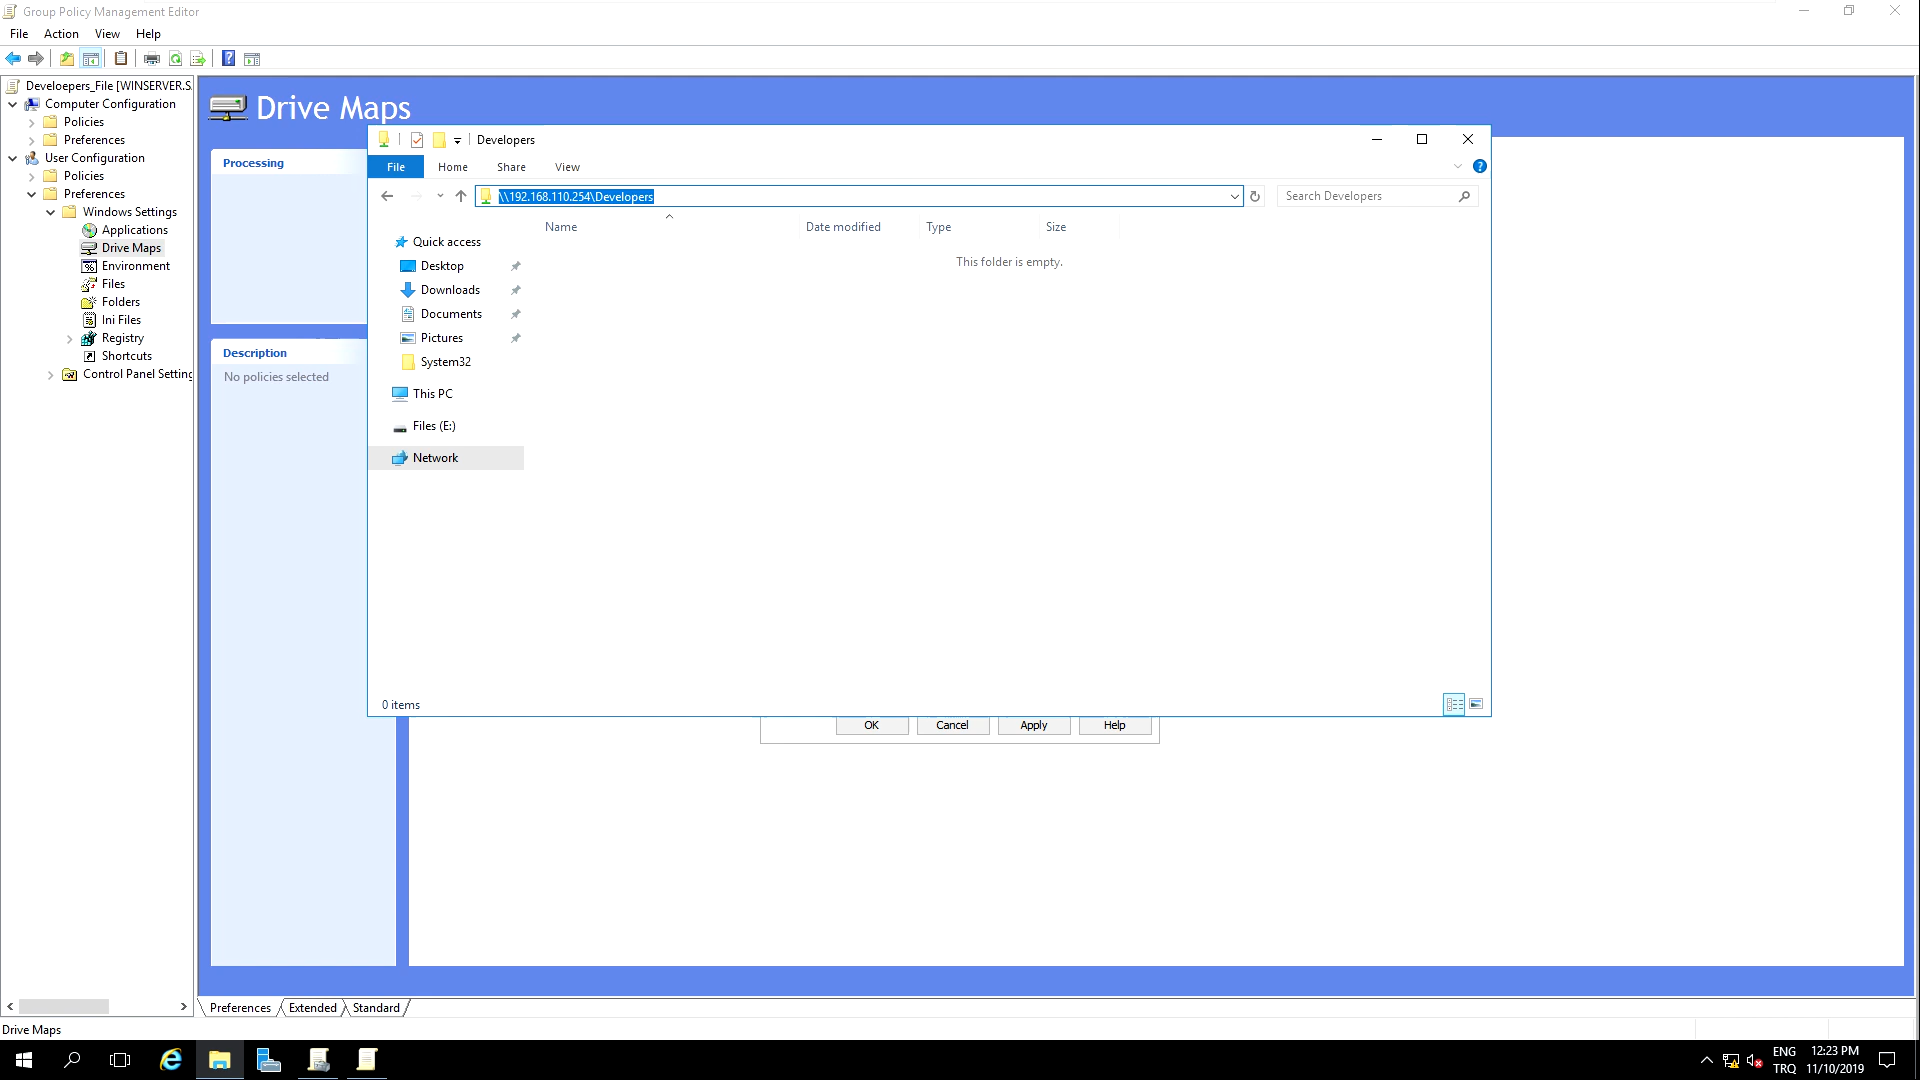 Group Policy Management Editor
File Action View Help
Develoepers_File [WINSERVER.S
Computer Configuration
Policies
Preferences
User Configuration
Policies
Preferences
Windows Settings
Applications
Drive Maps
Environment
Files
Folders
Ini Files
Registry
Shortcuts
Control Panel Setting
Drive Maps
Processing
Description
No policies selected
Developers
File Home Share View
\\192.168.110.254\Developers
Search Developers
Name Date modified Type Size
This folder is empty.
Quick access
Desktop
Downloads
Documents
Pictures
System32
This PC
Files (E:)
Network
0 items
OK Cancel Apply Help
Preferences Extended Standard
Drive Maps
ENG 12:23 PM
TRQ 11/10/2019